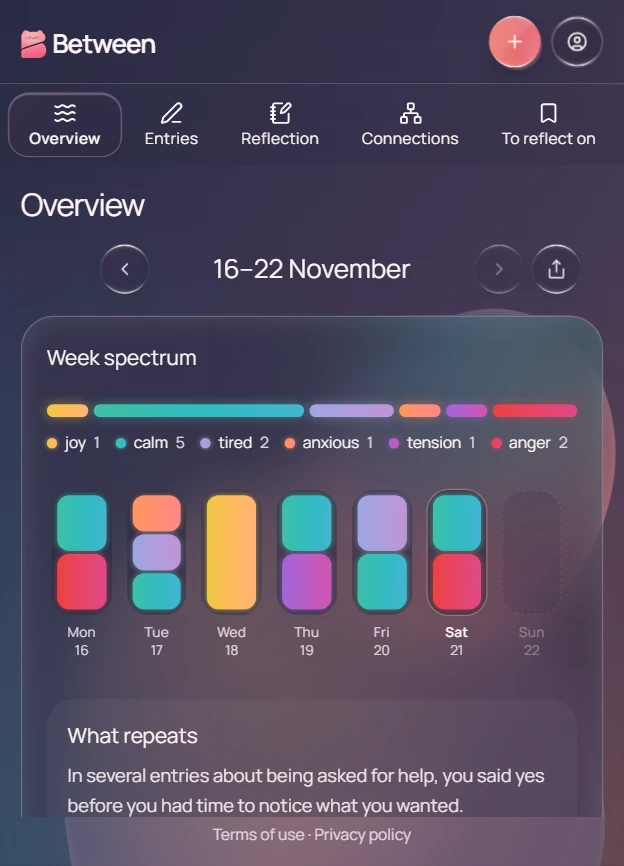 Between
Overview
Entries
Reflection
Connections
To reflect on
Overview
16–22 November
Week spectrum
joy 1 calm 5 tired 2 anxious 1 tension 1 anger 2
Mon Tue Wed Thu Fri Sat Sun
16 17 18 19 20 21 22
What repeats
In several entries about being asked for help, you said yes
before you had time to notice what you wanted.
Terms of use · Privacy policy